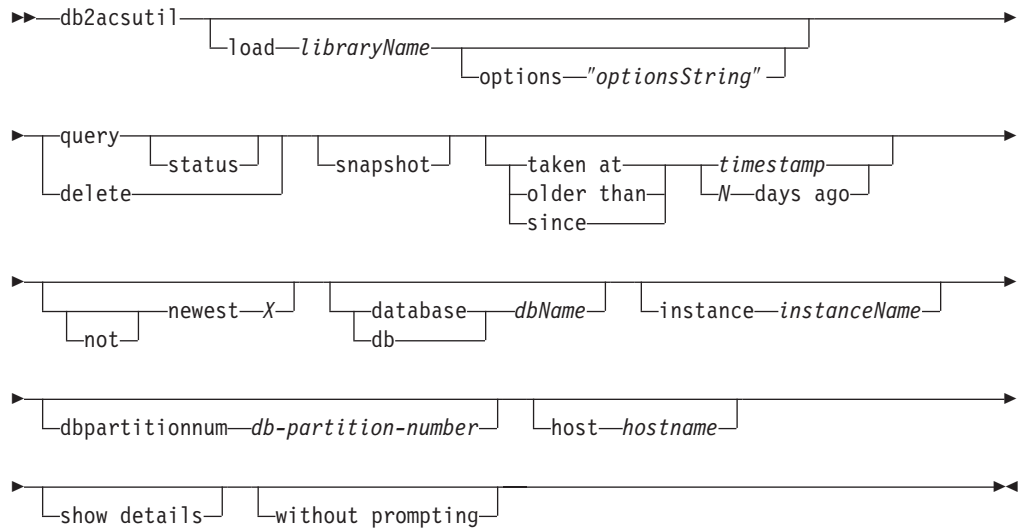 db2acsutil
load libraryName
options "optionsString"
query
status
delete
snapshot
taken at
older than
since
timestamp
N days ago
not
newest X
database
db
dbName
instance instanceName
dbpartitionnum db-partition-number
host hostname
show details
without prompting